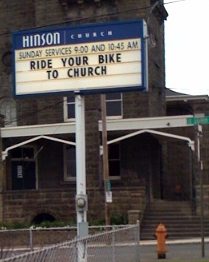 HINSON CHURCH
SUNDAY SERVICES 9:00 AND 10:45 AM
RIDE YOUR BIKE
TO CHURCH